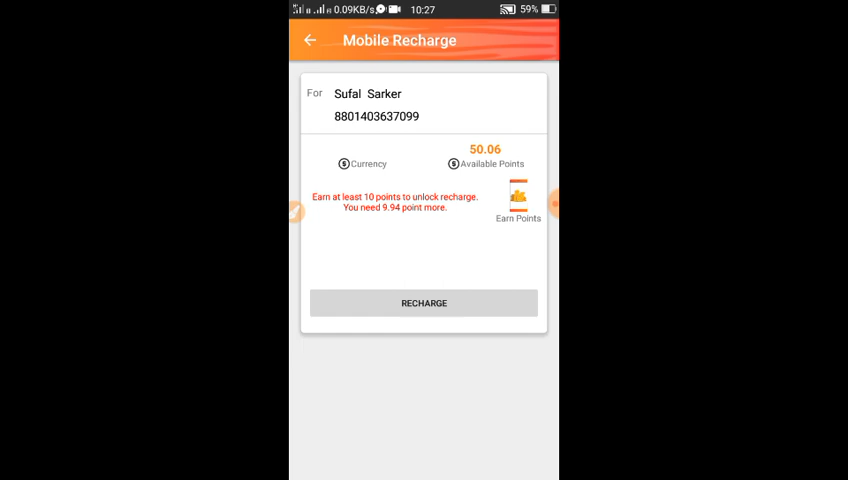 0.09KB/s 10:27 59%
Mobile Recharge
For Sufal Sarker
8801403637099
50.06
Currency Available Points
Earn at least 10 points to unlock recharge.
You need 9.94 point more.
Earn Points
RECHARGE